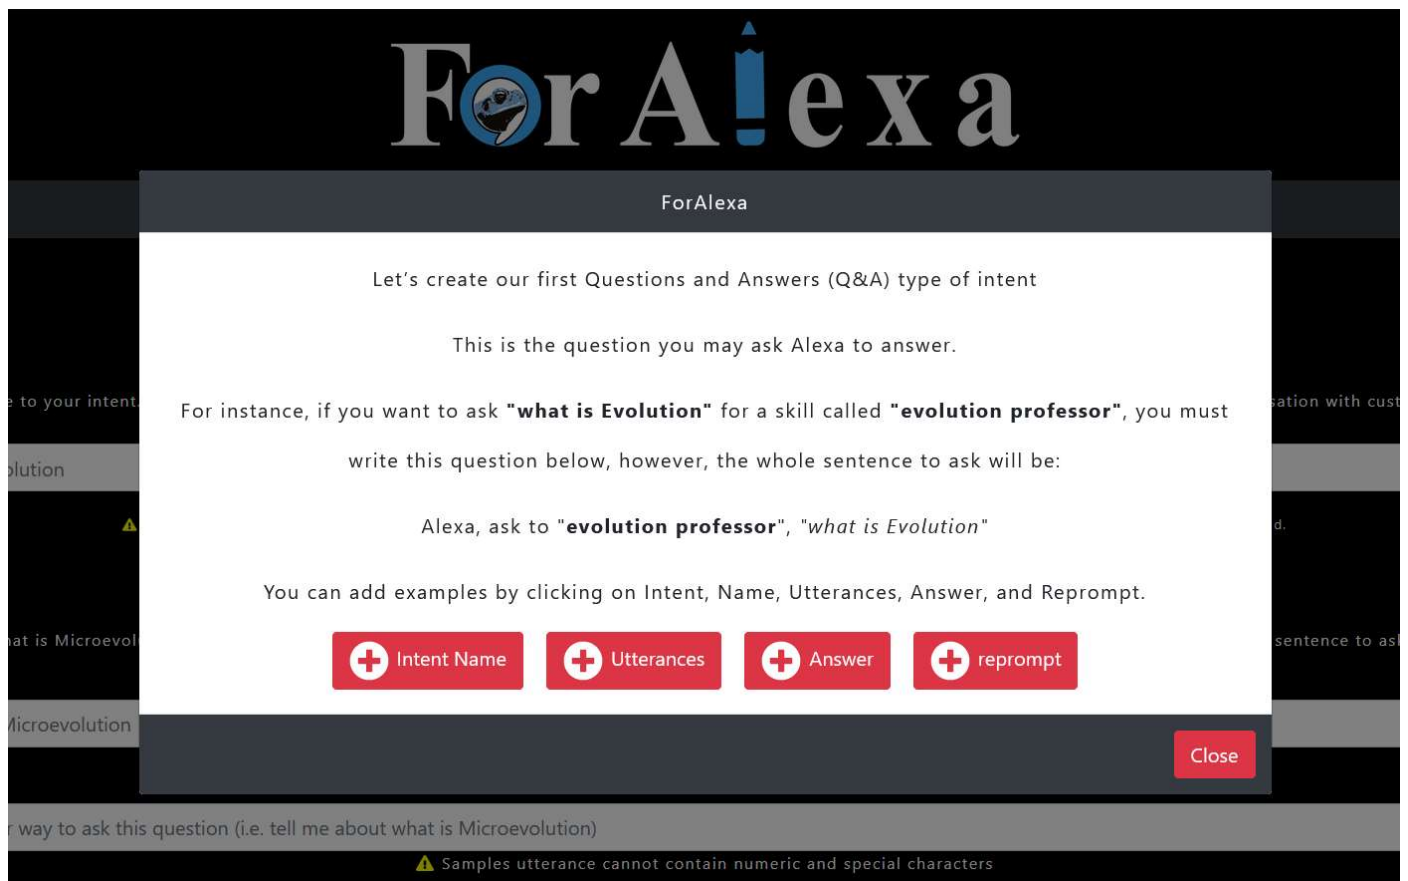 ForAlexa
ForAlexa
Let's create our first Questions and Answers (Q&A) type of intent
This is the question you may ask Alexa to answer.
e to your intent.
sation with cust
For instance, if you want to ask "what is Evolution" for a skill called "evolution professor", you must
write this question below, however, the whole sentence to ask will be:
olution
Alexa, ask to "evolution professor", "what is Evolution"
d.
You can add examples by clicking on Intent, Name, Utterances, Answer, and Reprompt.
hat is Microevol
sentence to as
Intent Name
Utterances
Answer
reprompt
Microevolution
Close
r way to ask this question (i.e. tell me about what is Microevolution)
Samples utterance cannot contain numeric and special characters